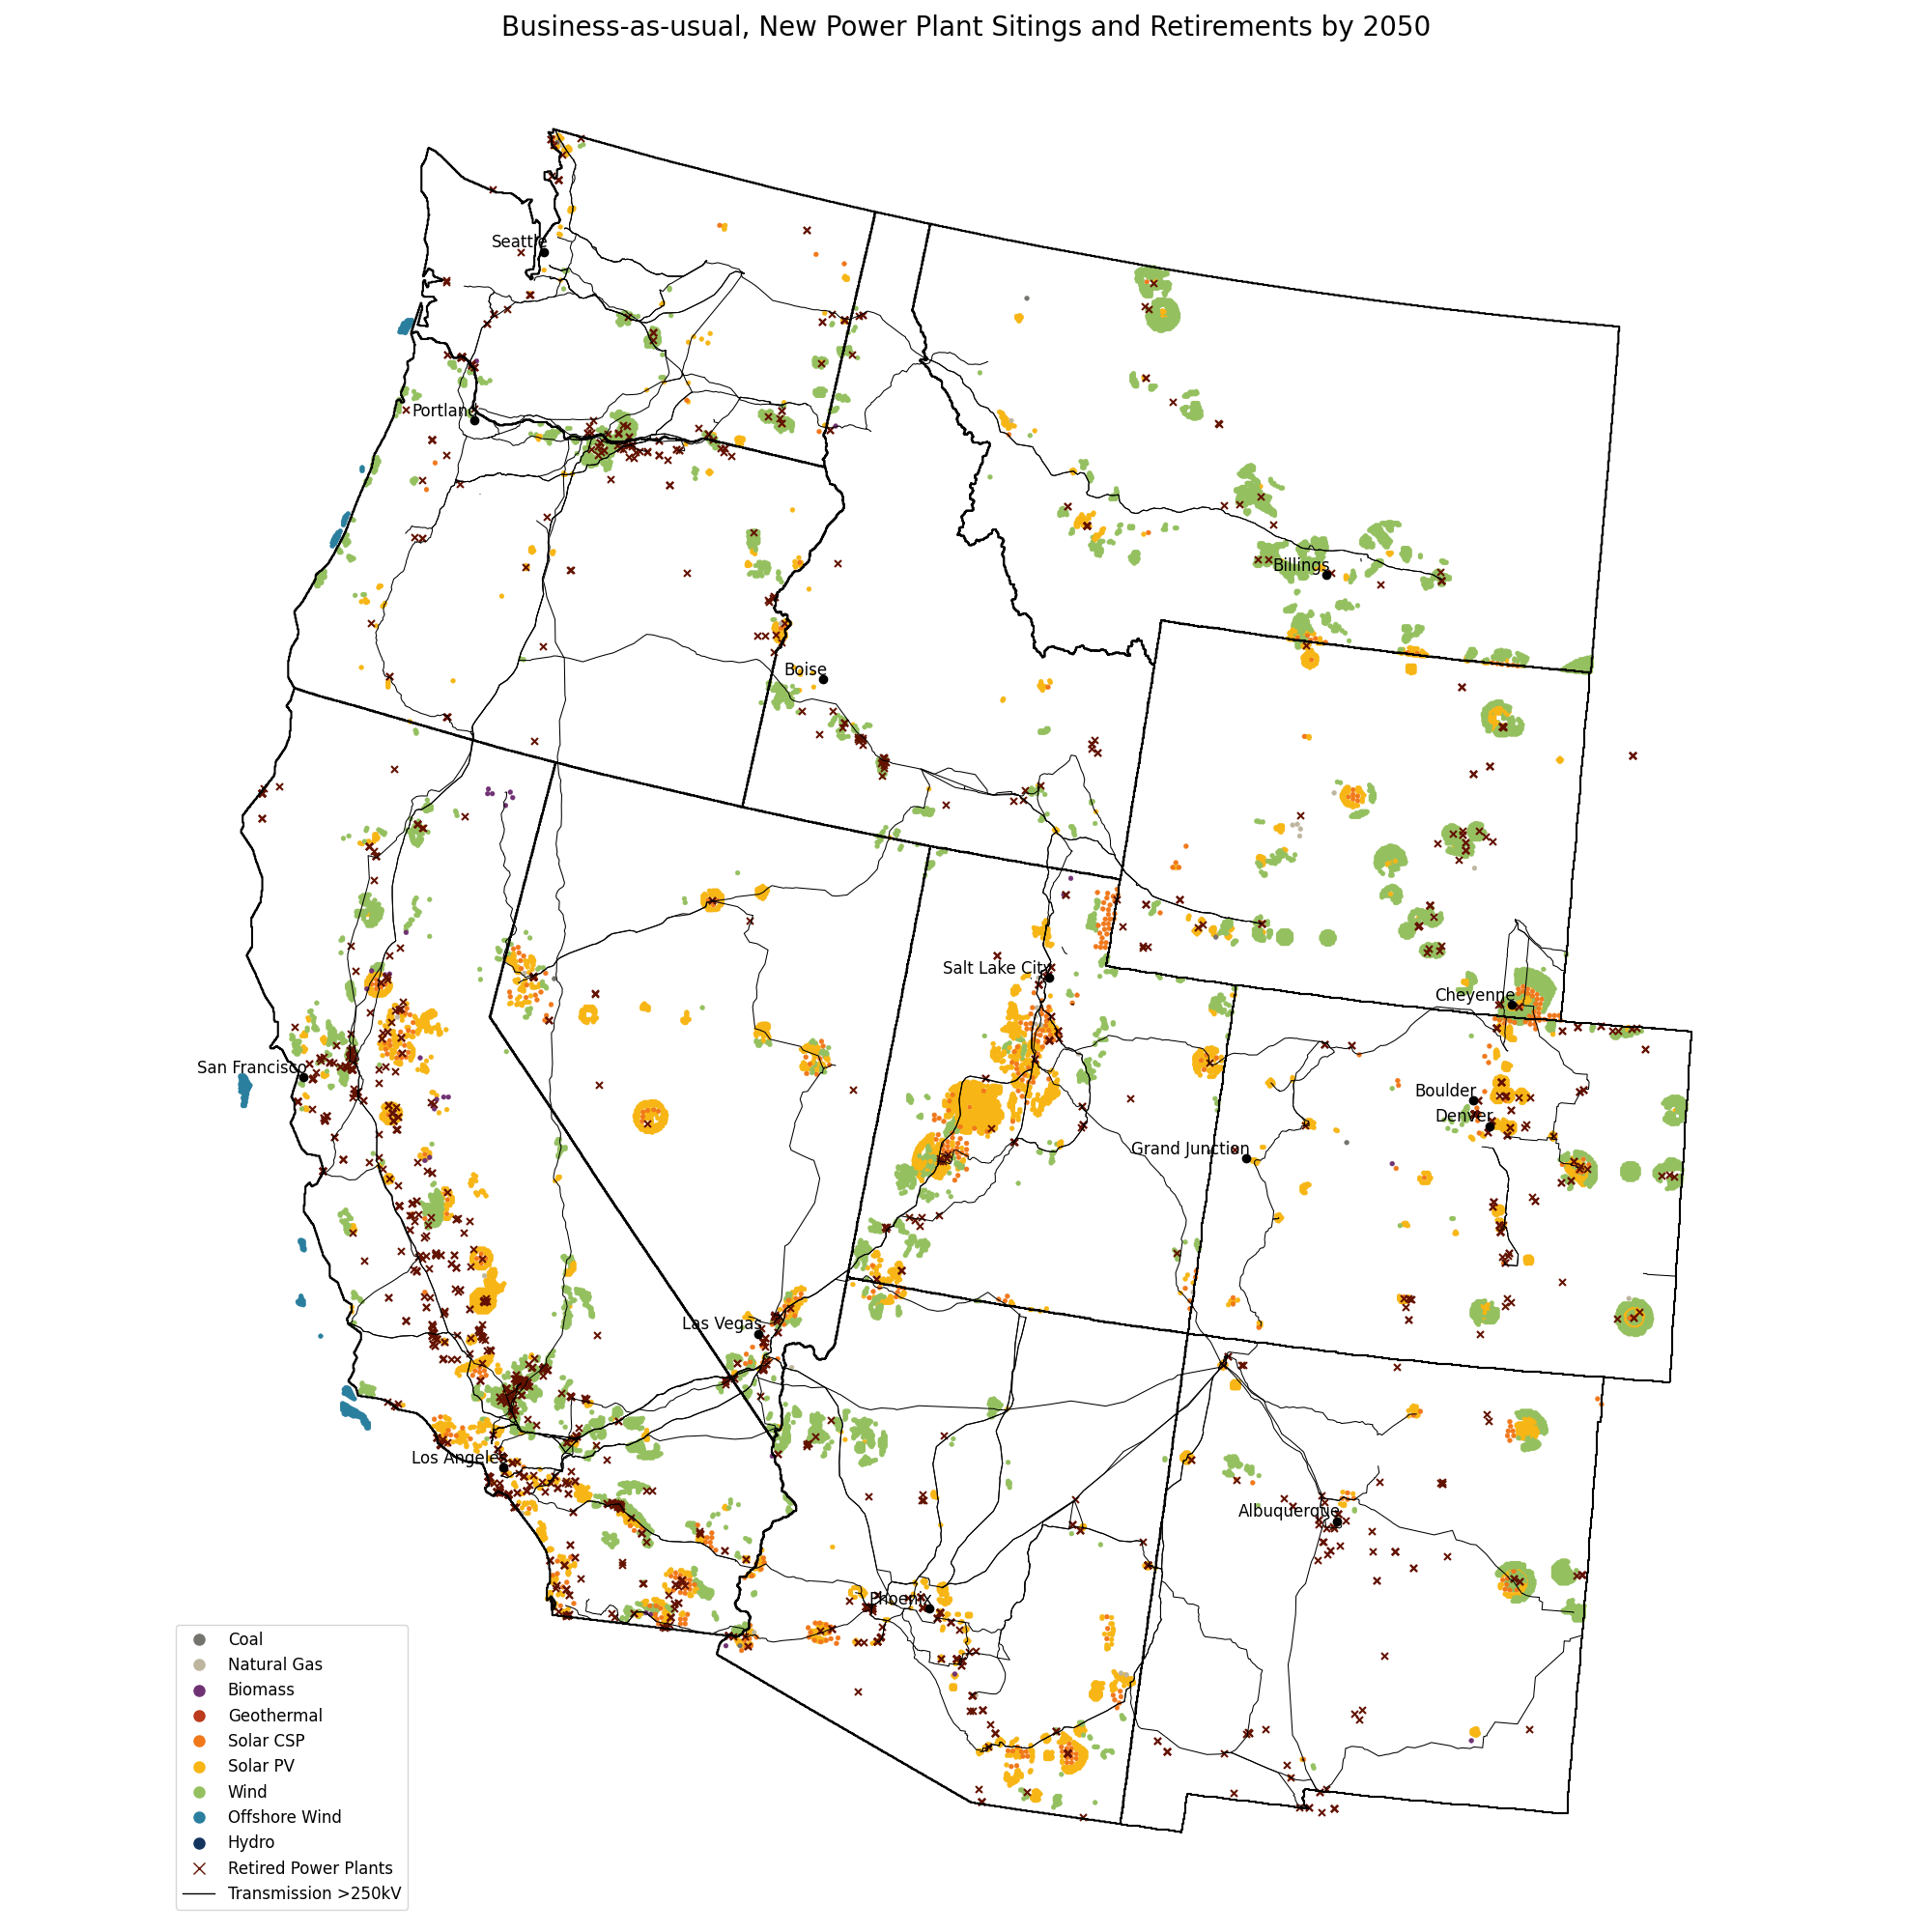 Business-as-usual, New Power Plant Sitings and Retirements by 2050
Seattle
Portland
Billings
Boise
Salt Lake City
Cheyenne
San Francisco
Boulder
Denver
Grand Junction
Las Vegas
Los Angeles
Albuquerque
Phoenix
Coal
Natural Gas
Biomass
Geothermal
Solar CSP
Solar PV
Wind
Offshore Wind
Hydro
Retired Power Plants
Transmission >250kV